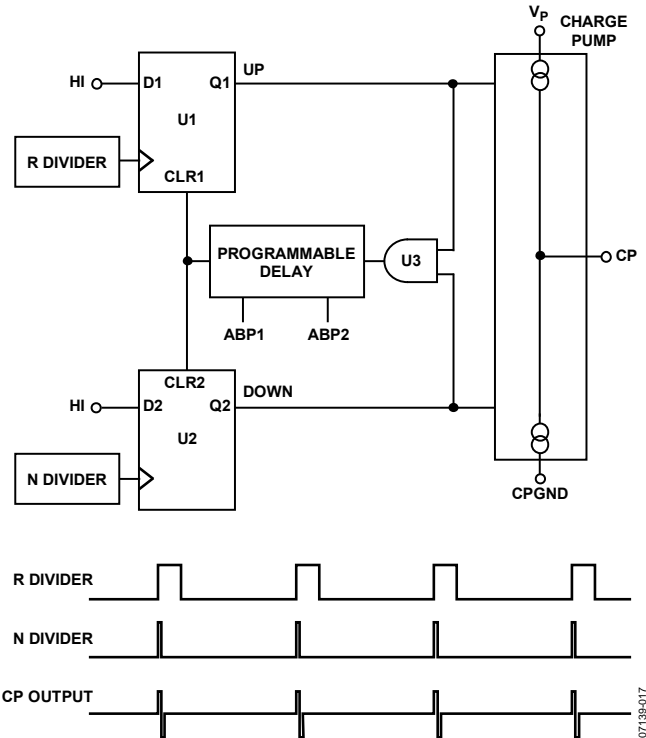 VP
CHARGE
PUMP
HI
D1
Q1
UP
U1
R DIVIDER
CLR1
PROGRAMMABLE
DELAY
U3
CP
ABP1
ABP2
CLR2
HI
D2
Q2
DOWN
U2
N DIVIDER
CPGND
R DIVIDER
N DIVIDER
CP OUTPUT
07139-017